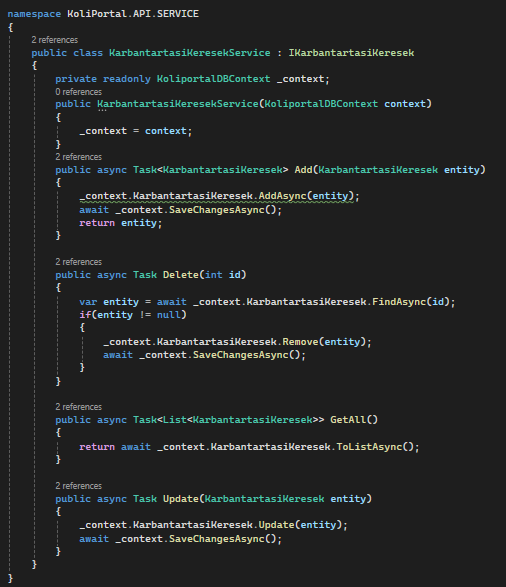 namespace KoliPortal.API.SERVICE
{
2 references
public class KarbantartasiKeresekService : IKarbantartasiKeresek
{
private readonly KoliportalDBContext _context;
0 references
public KarbantartasiKeresekService(KoliportalDBContext context)
{
_context = context;
}
2 references
public async Task<KarbantartasiKeresek> Add(KarbantartasiKeresek entity)
{
_context.KarbantartasiKeresek.AddAsync(entity);
await _context.SaveChangesAsync();
return entity;
}
2 references
public async Task Delete(int id)
{
var entity = await _context.KarbantartasiKeresek.FindAsync(id);
if(entity != null)
{
_context.KarbantartasiKeresek.Remove(entity);
await _context.SaveChangesAsync();
}
}
2 references
public async Task<List<KarbantartasiKeresek>> GetAll()
{
return await _context.KarbantartasiKeresek.ToListAsync();
}
2 references
public async Task Update(KarbantartasiKeresek entity)
{
_context.KarbantartasiKeresek.Update(entity);
await _context.SaveChangesAsync();
}
}
}